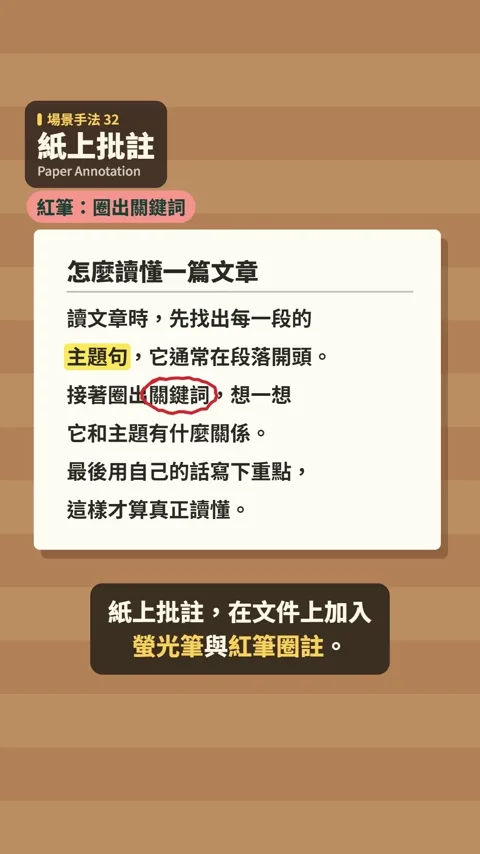 場景手法 32
紙上批註
Paper Annotation
紅筆：圈出關鍵詞
怎麼讀懂一篇文章
讀文章時，先找出每一段的
主題句，它通常在段落開頭。
接著圈出關鍵詞，想一想
它和主題有什麼關係。
最後用自己的話寫下重點，
這樣才算真正讀懂。
紙上批註，在文件上加入
螢光筆與紅筆圈註。